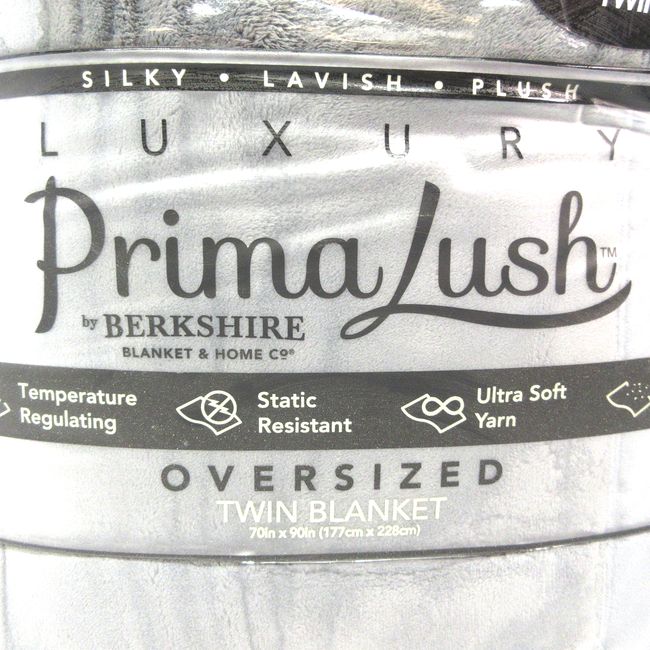 TWIN
SILKY • LAVISH • PLUSH
LUXURY
PrimaLush™
by BERKSHIRE
BLANKET & HOME Cº®
Temperature
Regulating
Static
Resistant
Ultra Soft
Yarn
OVERSIZED
TWIN BLANKET
70in x 90in (177cm x 228cm)